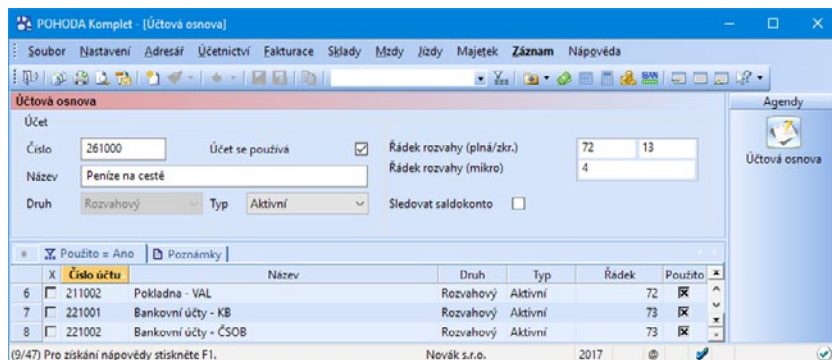 POHODA Komplet - [Účtová osnova]
Soubor Nastavení Adresář Účetnictví Fakturace Sklady Mzdy Jízdy Majetek Záznam Nápověda
Účtová osnova
Agendy
Účet
Číslo 261000 Účet se používá Řádek rozvahy (plná/zkr.) 72 13
Účtová osnova
Název Peníze na cestě Řádek rozvahy (mikro) 4
Druh Rozvahový Typ Aktivní Sledovat saldokonto
Použito = Ano Poznámky
X Číslo účtu Název Druh Typ Řádek Použito
6 211002 Pokladna - VAL Rozvahový Aktivní 72
7 221001 Bankovní účty - KB Rozvahový Aktivní 73
8 221002 Bankovní účty - ČSOB Rozvahový Aktivní 73
(9/47) Pro získání nápovědy stiskněte F1. Novák s.r.o. 2017 @